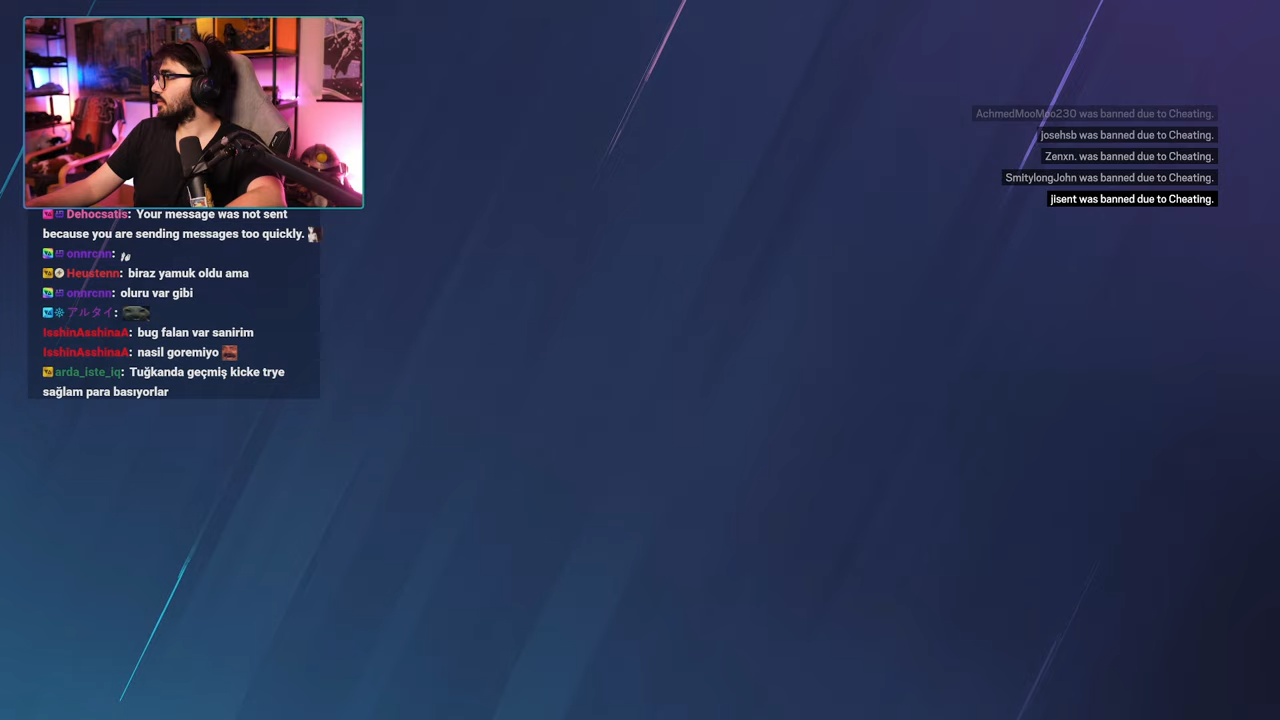 Dehocsatis: Your message was not sent
because you are sending messages too quickly.
onnrcnn:
Heustenn: biraz yamuk oldu ama
onnrcnn: oluru var gibi
アルタイ:
IsshinAsshinaA: bug falan var sanirim
IsshinAsshinaA: nasil goremiyo
arda_iste_iq: Tuğkanda geçmiş kicke trye
sağlam para basıyorlar
AchmedMooMoo230 was banned due to Cheating.
josehsb was banned due to Cheating.
Zenxn. was banned due to Cheating.
SmitylongJohn was banned due to Cheating.
jisent was banned due to Cheating.